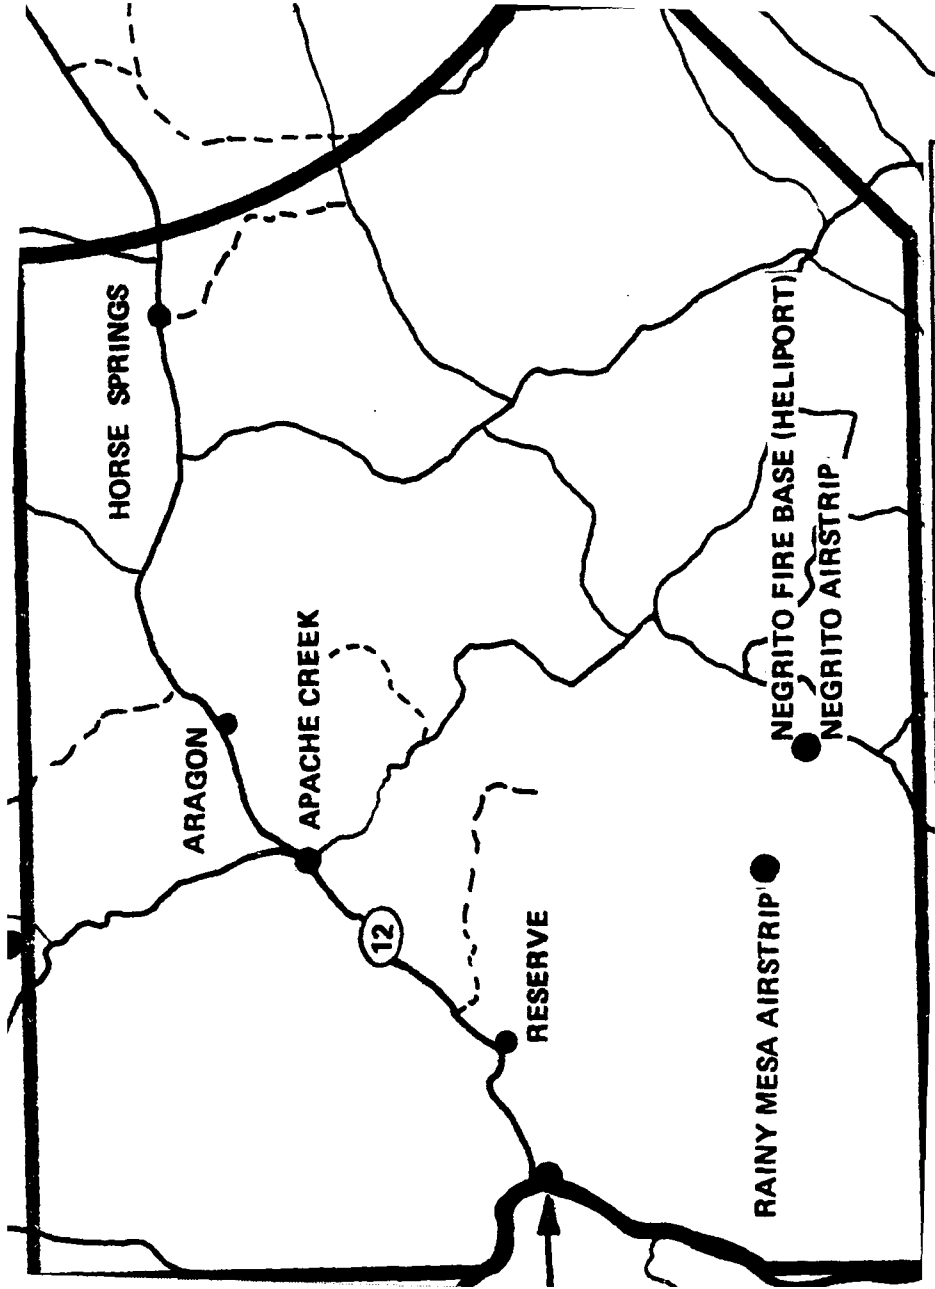 HORSE SPRINGS
ARAGON
APACHE CREEK
12
RESERVE
NEGRITO FIRE BASE (HELIPORT)
NEGRITO AIRSTRIP
RAINY MESA AIRSTRIP